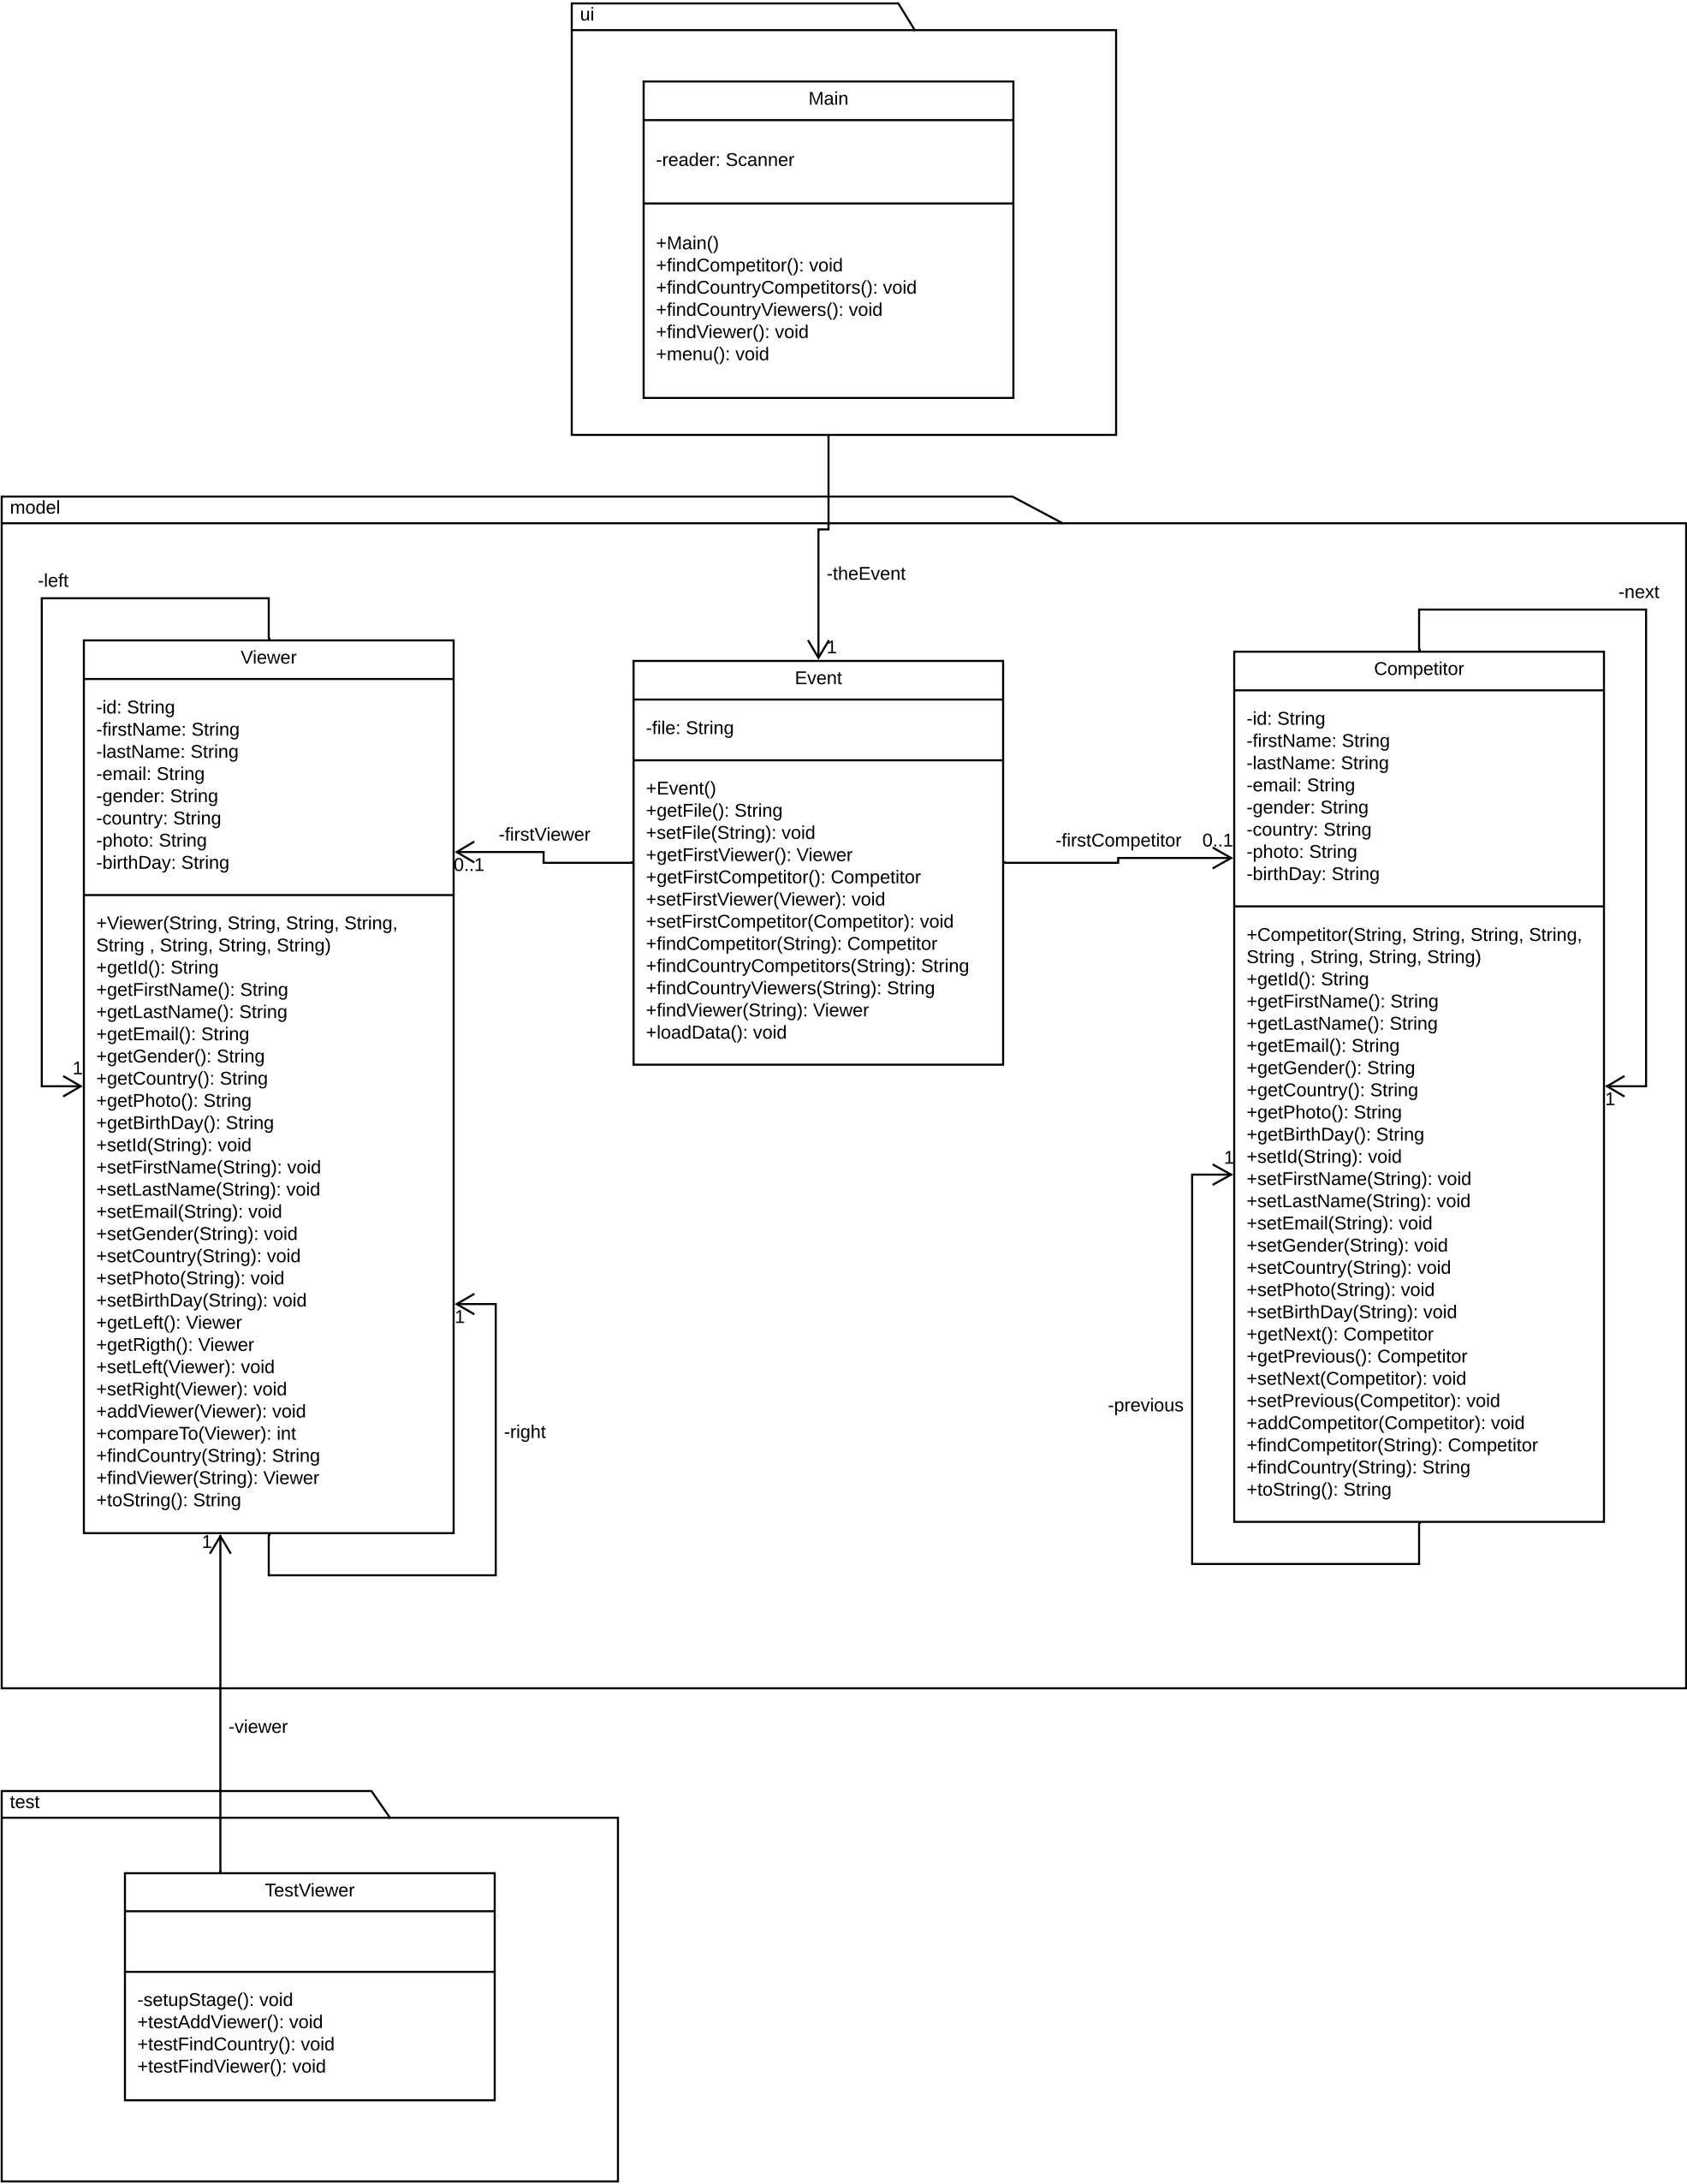 ui
Main
-reader: Scanner
+Main()
+findCompetitor(): void
+findCountryCompetitors(): void
+findCountryViewers(): void
+findViewer(): void
+menu(): void
model
-theEvent
1
-left
1
Viewer
-id: String
-firstName: String
-lastName: String
-email: String
-gender: String
-country: String
-photo: String
-birthDay: String
+Viewer(String, String, String, String,
String , String, String, String)
+getId(): String
+getFirstName(): String
+getLastName(): String
+getEmail(): String
+getGender(): String
+getCountry(): String
+getPhoto(): String
+getBirthDay(): String
+setId(String): void
+setFirstName(String): void
+setLastName(String): void
+setEmail(String): void
+setGender(String): void
+setCountry(String): void
+setPhoto(String): void
+setBirthDay(String): void
+getLeft(): Viewer
+getRigth(): Viewer
+setLeft(Viewer): void
+setRight(Viewer): void
+addViewer(Viewer): void
+compareTo(Viewer): int
+findCountry(String): String
+findViewer(String): Viewer
+toString(): String
1
-right
-firstViewer
0..1
Event
-file: String
+Event()
+getFile(): String
+setFile(String): void
+getFirstViewer(): Viewer
+getFirstCompetitor(): Competitor
+setFirstViewer(Viewer): void
+setFirstCompetitor(Competitor): void
+findCompetitor(String): Competitor
+findCountryCompetitors(String): String
+findCountryViewers(String): String
+findViewer(String): Viewer
+loadData(): void
-firstCompetitor
0..1
-next
1
Competitor
-id: String
-firstName: String
-lastName: String
-email: String
-gender: String
-country: String
-photo: String
-birthDay: String
+Competitor(String, String, String, String,
String , String, String, String)
+getId(): String
+getFirstName(): String
+getLastName(): String
+getEmail(): String
+getGender(): String
+getCountry(): String
+getPhoto(): String
+getBirthDay(): String
+setId(String): void
+setFirstName(String): void
+setLastName(String): void
+setEmail(String): void
+setGender(String): void
+setCountry(String): void
+setPhoto(String): void
+setBirthDay(String): void
+getNext(): Competitor
+getPrevious(): Competitor
+setNext(Competitor): void
+setPrevious(Competitor): void
+addCompetitor(Competitor): void
+findCompetitor(String): Competitor
+findCountry(String): String
+toString(): String
1
-previous
1
-viewer
test
TestViewer
-setupStage(): void
+testAddViewer(): void
+testFindCountry(): void
+testFindViewer(): void